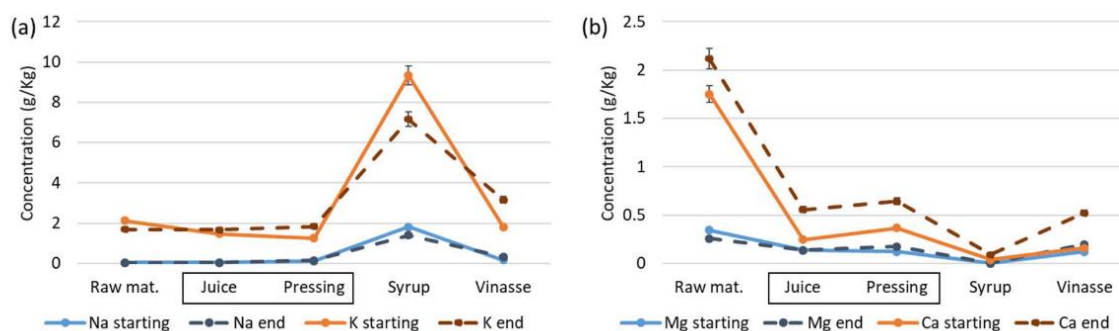 (a)
Concentration (g/Kg)
12
10
8
6
4
2
0
Raw mat. Juice Pressing Syrup Vinasse
Na starting Na end K starting K end
(b)
Concentration (g/Kg)
2.5
2
1.5
1
0.5
0
Raw mat. Juice Pressing Syrup Vinasse
Mg starting Mg end Ca starting Ca end